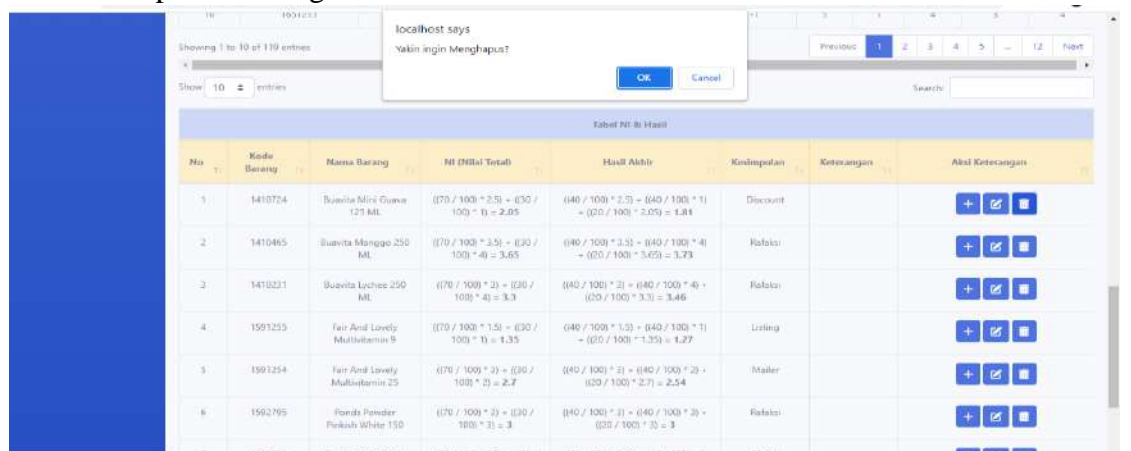 localhost says
Yakin ingin Menghapus?
OK Cancel
Showing 1 to 10 of 119 entries
Previous 1 2 3 4 5 ... 12 Next
Show 10 entries
Search:
Tabel NI & Hasil
No Kode Barang Nama Barang NI (Nilai Total) Hasil Akhir Kesimpulan Keterangan Aksi Keterangan
1 1410724 Buavita Mini Guava 125 ML ((70 / 100) * 2.5) + ((30 / 100) * 1) = 2.05 ((40 / 100) * 2.5) + ((40 / 100) * 1) + ((20 / 100) * 2.05) = 1.81 Discount
2 1410465 Buavita Manggo 250 ML ((70 / 100) * 3.5) + ((30 / 100) * 4) = 3.65 ((40 / 100) * 3.5) + ((40 / 100) * 4) + ((20 / 100) * 3.65) = 3.73 Rafaksi
3 1410231 Buavita Lychee 250 ML ((70 / 100) * 3) + ((30 / 100) * 4) = 3.3 ((40 / 100) * 3) + ((40 / 100) * 4) + ((20 / 100) * 3.3) = 3.46 Rafaksi
4 1591255 Fair And Lovely Multivitamin 9 ((70 / 100) * 1.5) + ((30 / 100) * 1) = 1.35 ((40 / 100) * 1.5) + ((40 / 100) * 1) + ((20 / 100) * 1.35) = 1.27 Listing
5 1591254 Fair And Lovely Multivitamin 25 ((70 / 100) * 3) + ((30 / 100) * 2) = 2.7 ((40 / 100) * 3) + ((40 / 100) * 2) + ((20 / 100) * 2.7) = 2.54 Mailer
6 1592795 Ponds Powder Pinkish White 150 ((70 / 100) * 3) + ((30 / 100) * 3) = 3 ((40 / 100) * 3) + ((40 / 100) * 3) + ((20 / 100) * 3) = 3 Rafaksi